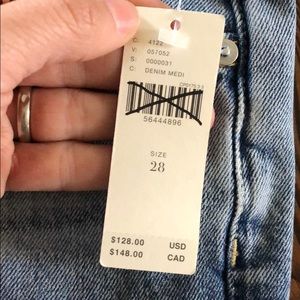 C: 4122
V: 057052
S: 0000031
C: DENIM MEDI
56444896
SIZE
28
$128.00 USD
$148.00 CAD